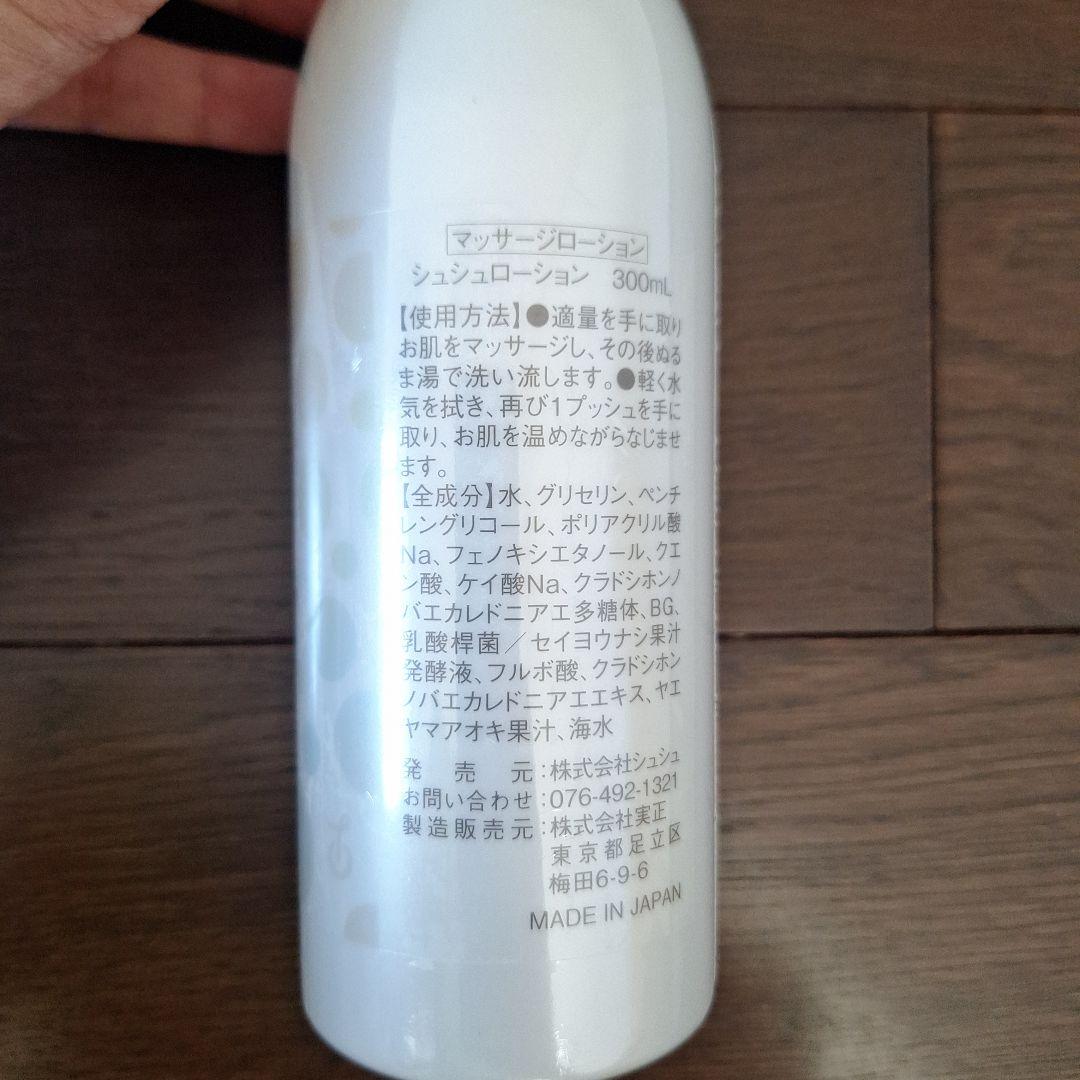 マッサージローション
シュシュローション 300mL
【使用方法】●適量を手に取り
お肌をマッサージし、その後ぬる
ま湯で洗い流します。●軽く水
気を拭き、再び1プッシュを手に
取り、お肌を温めながらなじませ
ます。
【全成分】水、グリセリン、ペンチ
レングリコール、ポリアクリル酸
Na、フェノキシエタノール、クエ
ン酸、ケイ酸Na、クラドシホンノ
バエカレドニアエ多糖体、BG、
乳酸桿菌／セイヨウナシ果汁
発酵液、フルボ酸、クラドシホン
ノバエカレドニアエエキス、ヤエ
ヤマアオキ果汁、海水
発売元:株式会社シュシュ
お問い合わせ:076-492-1321
製造販売元:株式会社実正
東京都足立区
梅田6-9-6
MADE IN JAPAN